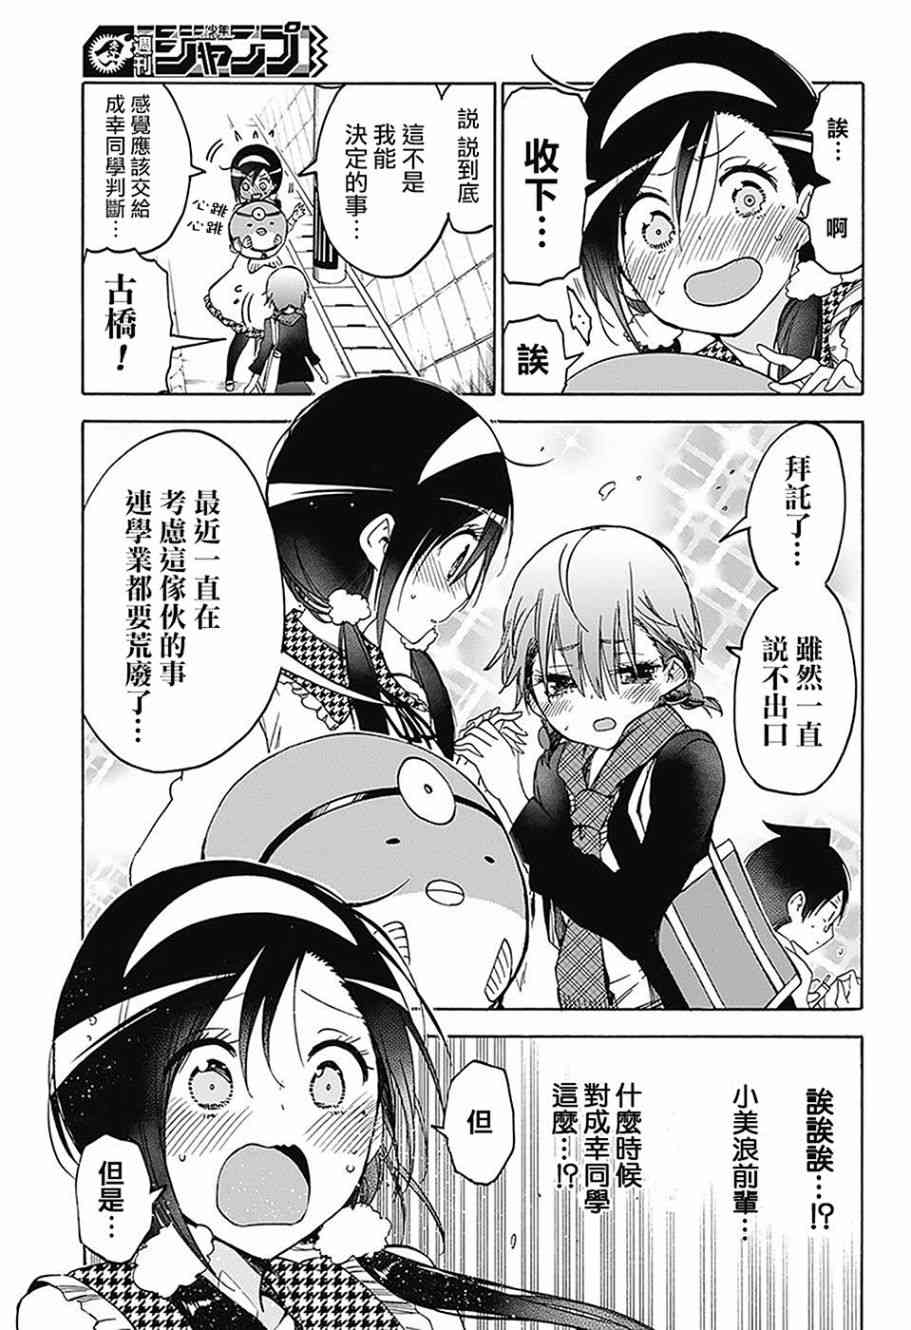 週刊
少年
ジャンプ
誒…
啊
收下…
誒
説 説到底
這不是
我能
決定的事…
感覺應該交給
成幸同學判斷…
心跳
心跳
古橋！
拜託了…
雖然一直
説不出口
最近一直在
考慮這傢伙的事
連學業都要荒廢了…
誒誒誒…!?
小美浪前輩…
什麼時候
對成幸同學
這麼…!?
但
但是…